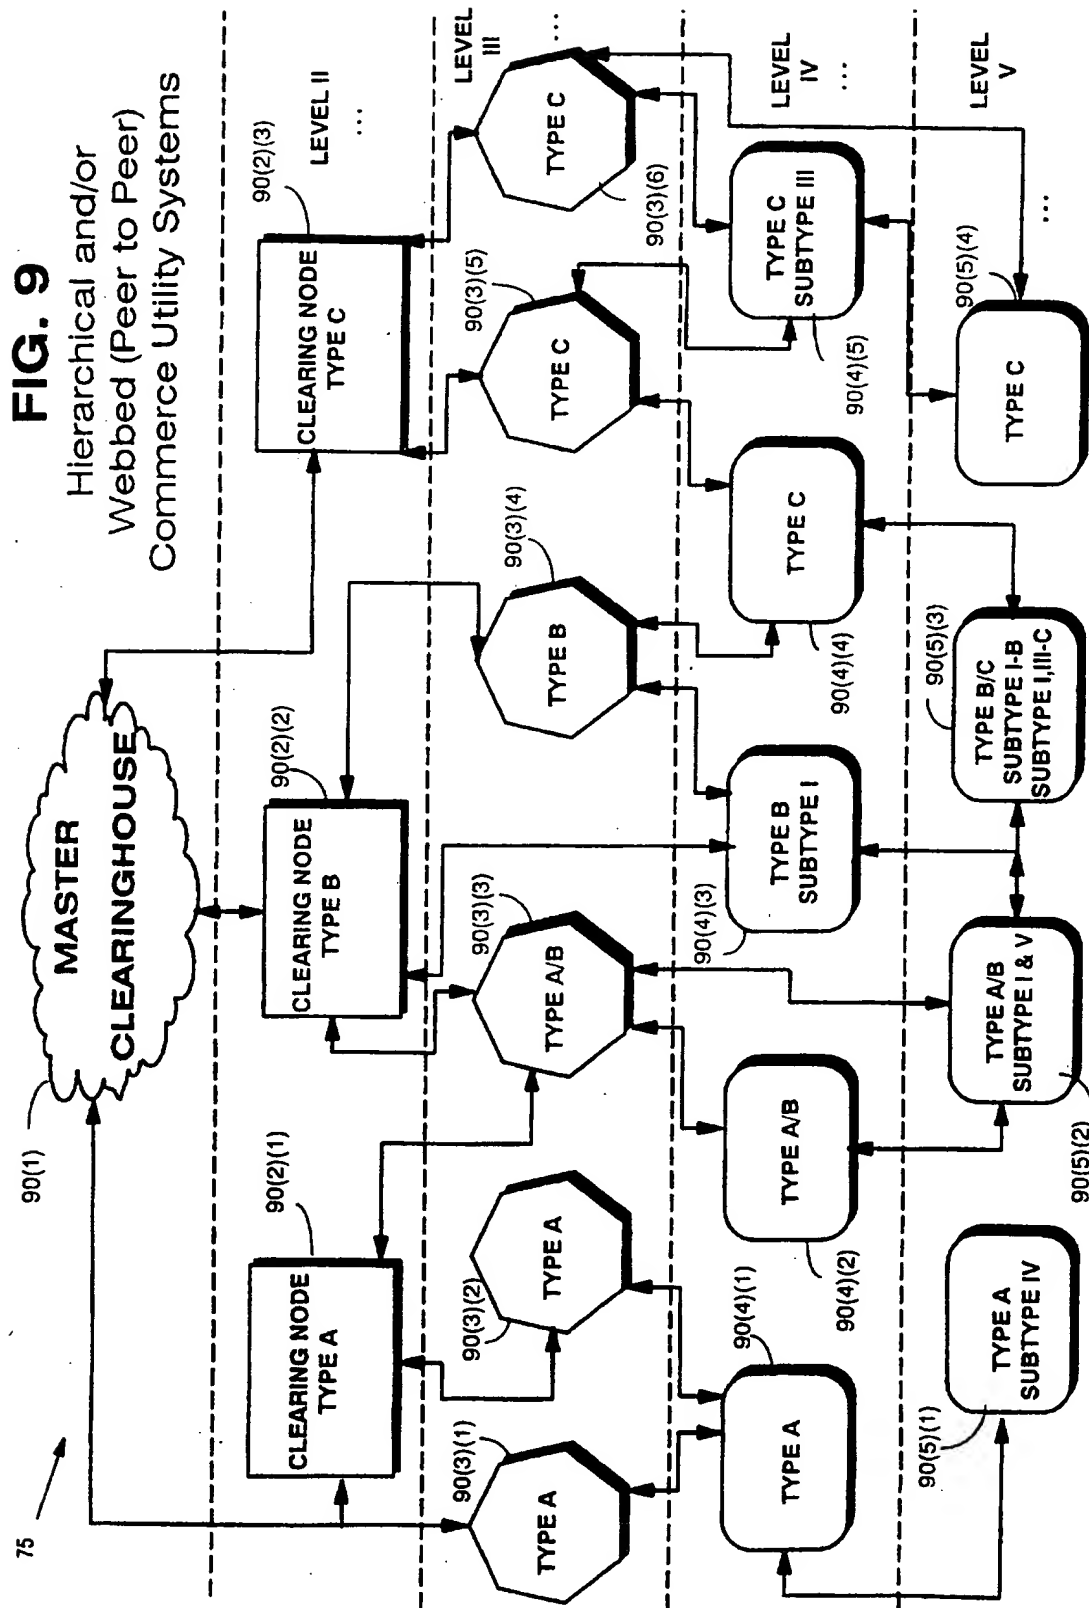 FIG. 9
Hierarchical and/or
Webbed (Peer to Peer)
Commerce Utility Systems
75
90(1)
MASTER
CLEARINGHOUSE
LEVEL II
...
90(2)(1)
CLEARING NODE
TYPE A
90(2)(2)
CLEARING NODE
TYPE B
90(2)(3)
CLEARING NODE
TYPE C
LEVEL
III
...
90(3)(1)
TYPE A
90(3)(2)
TYPE A
90(3)(3)
TYPE A/B
90(3)(4)
TYPE B
90(3)(5)
TYPE C
90(3)(6)
TYPE C
LEVEL
IV
...
90(4)(1)
TYPE A
90(4)(2)
TYPE A/B
90(4)(3)
TYPE B
SUBTYPE I
90(4)(4)
TYPE C
90(4)(5)
TYPE C
SUBTYPE III
LEVEL
V
...
90(5)(1)
TYPE A
SUBTYPE IV
90(5)(2)
TYPE A/B
SUBTYPE I & V
90(5)(3)
TYPE B/C
SUBTYPE I-B
SUBTYPE I,III-C
90(5)(4)
TYPE C